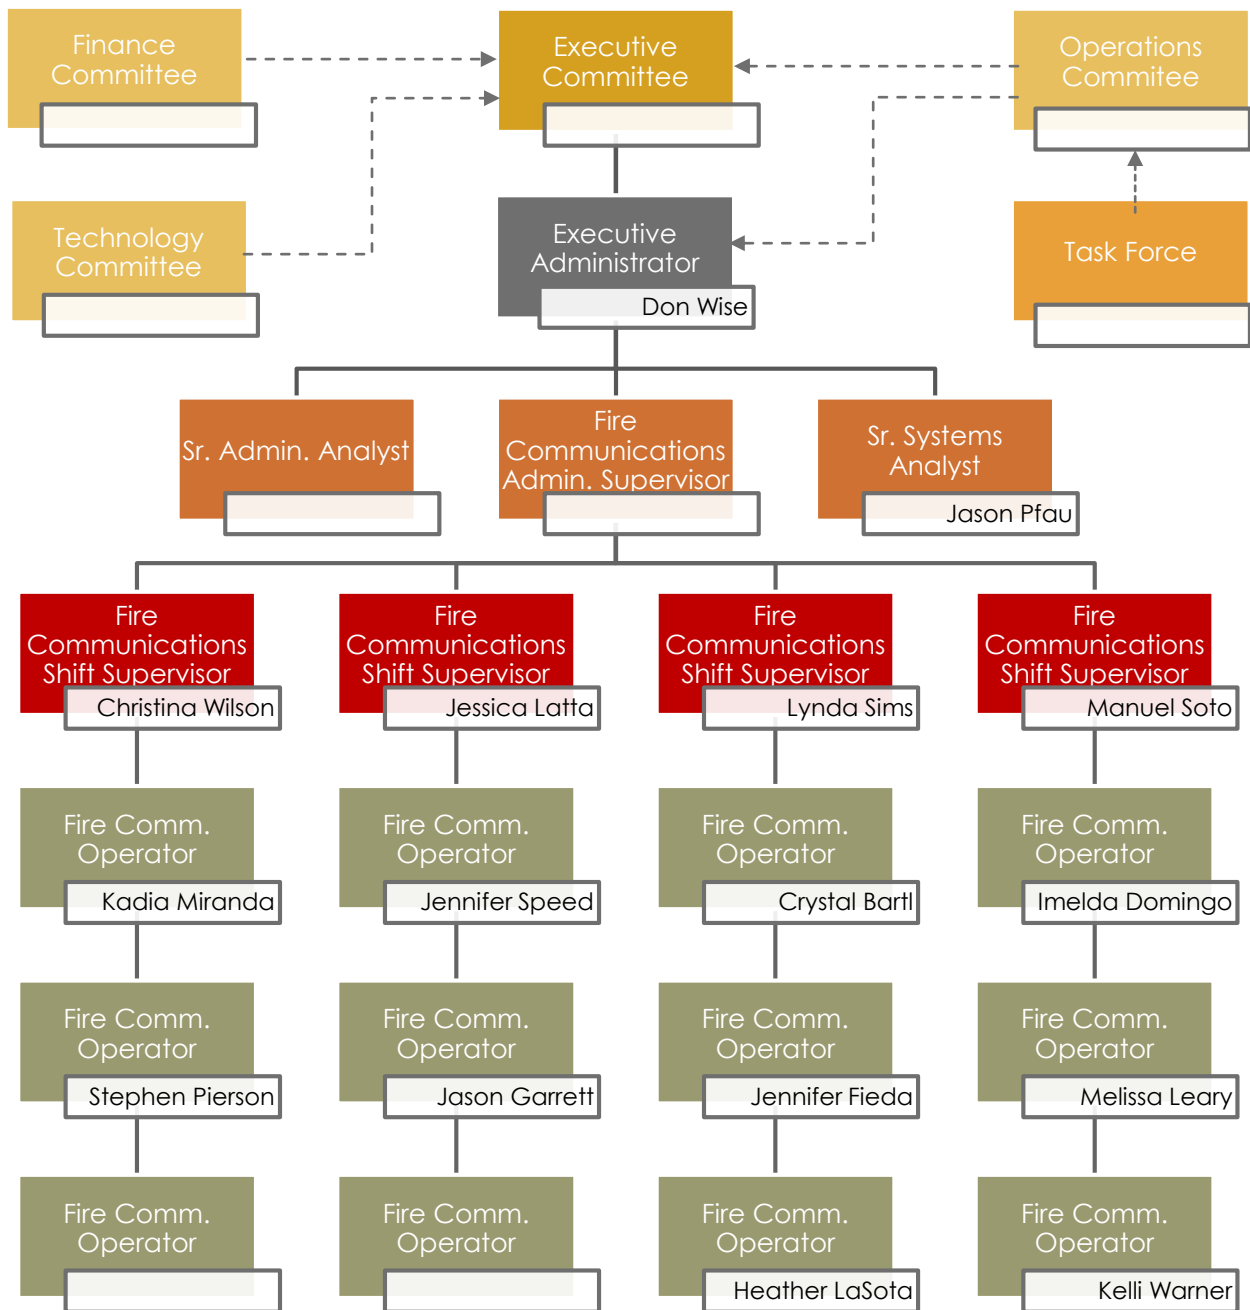 Finance
Committee
Executive
Committee
Operations
Commitee
Technology
Committee
Executive
Administrator
Don Wise
Task Force
Sr. Admin. Analyst
Fire
Communications
Admin. Supervisor
Sr. Systems
Analyst
Jason Pfau
Fire
Communications
Shift Supervisor
Christina Wilson
Fire
Communications
Shift Supervisor
Jessica Latta
Fire
Communications
Shift Supervisor
Lynda Sims
Fire
Communications
Shift Supervisor
Manuel Soto
Fire Comm.
Operator
Kadia Miranda
Fire Comm.
Operator
Jennifer Speed
Fire Comm.
Operator
Crystal Bartl
Fire Comm.
Operator
Imelda Domingo
Fire Comm.
Operator
Stephen Pierson
Fire Comm.
Operator
Jason Garrett
Fire Comm.
Operator
Jennifer Fieda
Fire Comm.
Operator
Melissa Leary
Fire Comm.
Operator
Fire Comm.
Operator
Fire Comm.
Operator
Heather LaSota
Fire Comm.
Operator
Kelli Warner